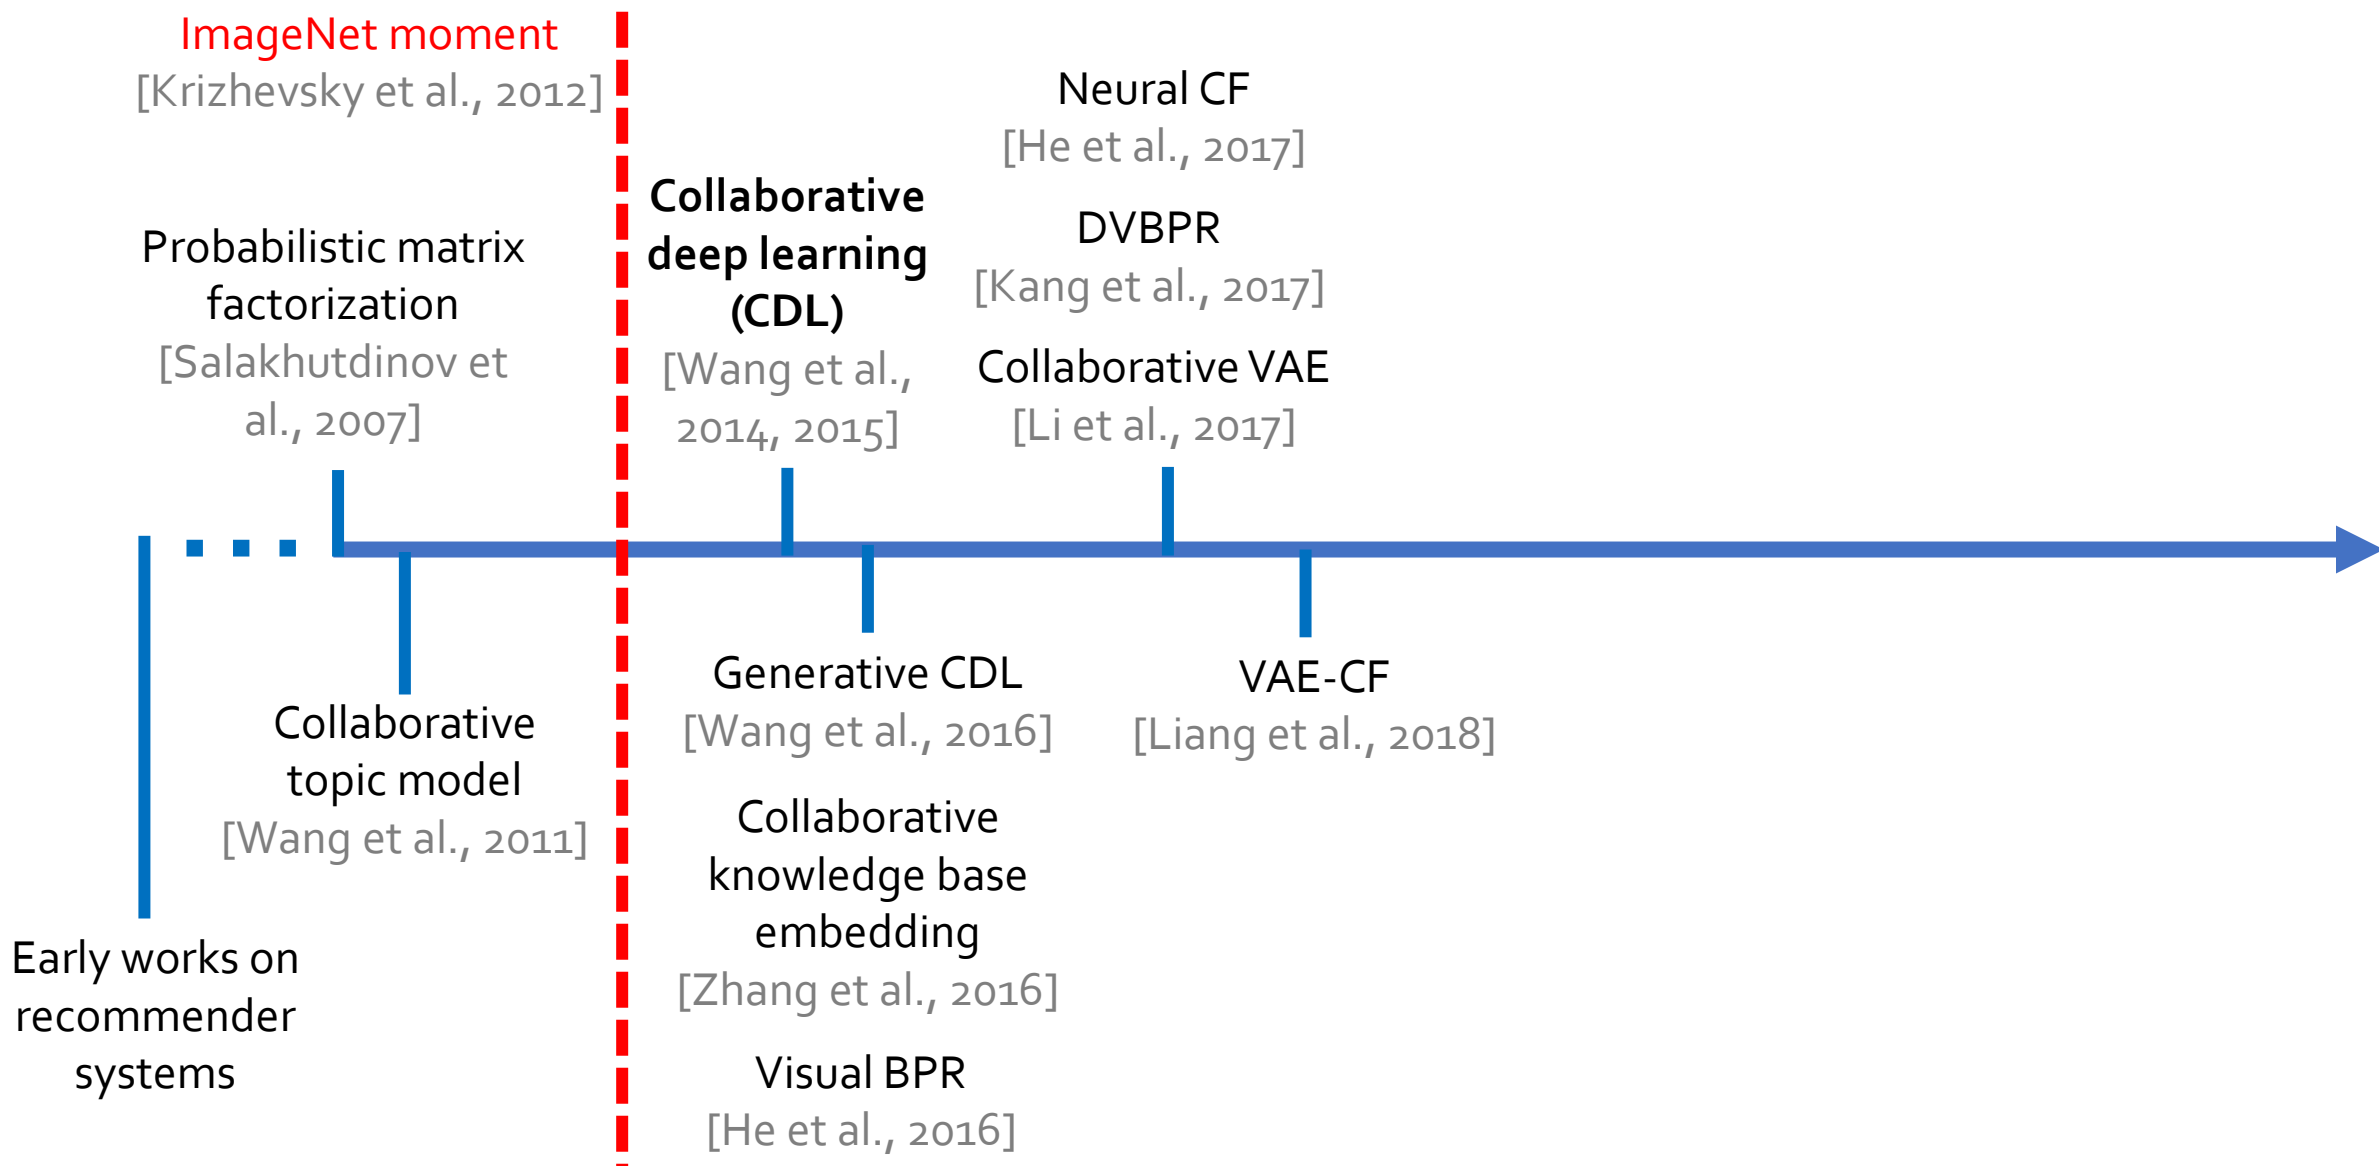 ImageNet moment
[Krizhevsky et al., 2012]
Probabilistic matrix
factorization
[Salakhutdinov et
al., 2007]
Collaborative
deep learning
(CDL)
[Wang et al.,
2014, 2015]
Neural CF
[He et al., 2017]
DVBPR
[Kang et al., 2017]
Collaborative VAE
[Li et al., 2017]
Early works on
recommender
systems
Collaborative
topic model
[Wang et al., 2011]
Generative CDL
[Wang et al., 2016]
Collaborative
knowledge base
embedding
[Zhang et al., 2016]
Visual BPR
[He et al., 2016]
VAE-CF
[Liang et al., 2018]